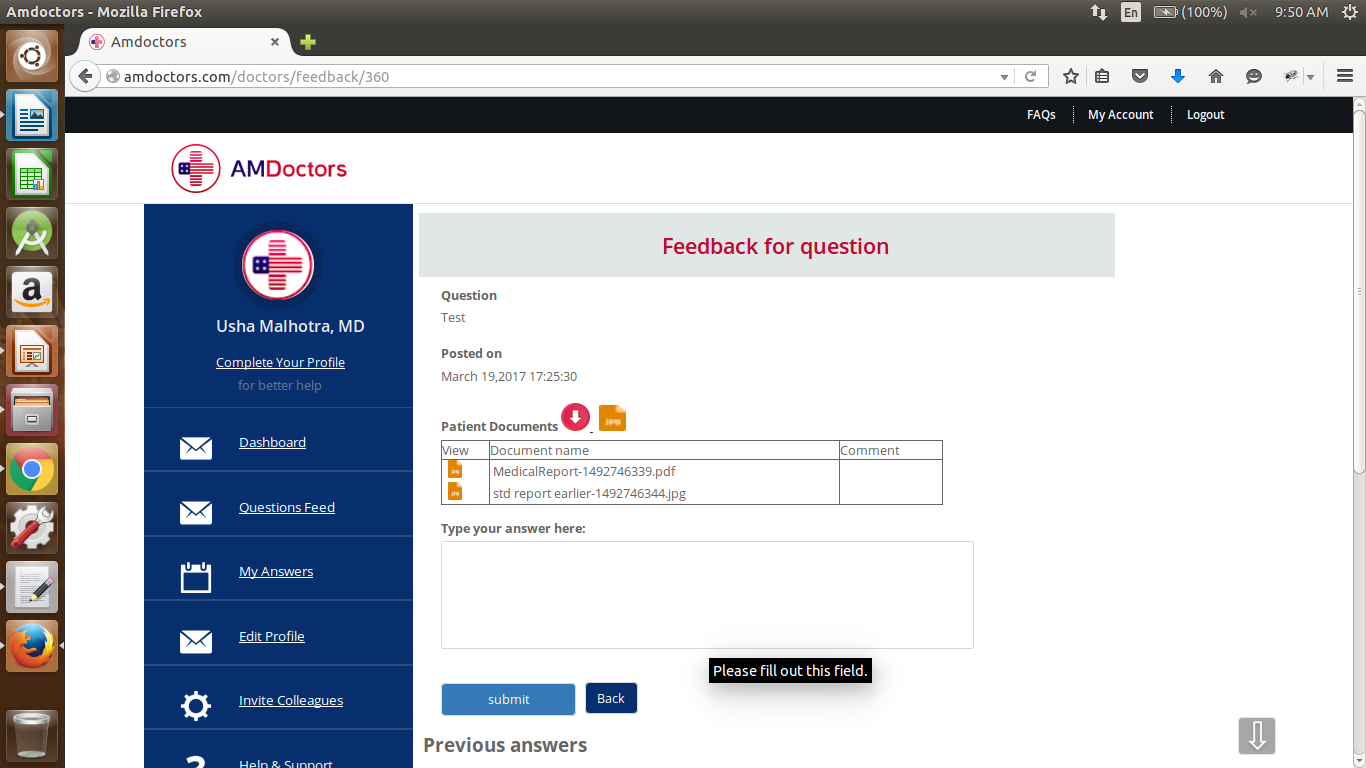 Amdoctors - Mozilla Firefox
En (100%) 9:50 AM
Amdoctors
amdoctors.com/doctors/feedback/360
FAQs My Account Logout
AMDoctors
Usha Malhotra, MD
Complete Your Profile
for better help
Dashboard
Questions Feed
My Answers
Edit Profile
Invite Colleagues
Help & Support
Feedback for question
Question
Test
Posted on
March 19,2017 17:25:30
Patient Documents JPG
View Document name Comment
JPG MedicalReport-1492746339.pdf
JPG std report earlier-1492746344.jpg
Type your answer here:
Please fill out this field.
submit Back
Previous answers